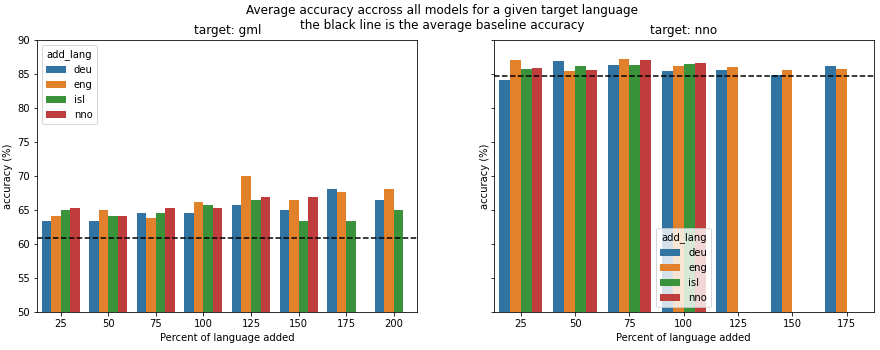 Average accuracy accross all models for a given target language
the black line is the average baseline accuracy
target: gml
accuracy (%)
90
85
80
75
70
65
60
55
50
add_lang
deu
eng
isl
nno
25 50 75 100 125 150 175 200
Percent of language added
target: nno
accuracy (%)
add_lang
deu
eng
isl
nno
25 50 75 100 125 150 175
Percent of language added